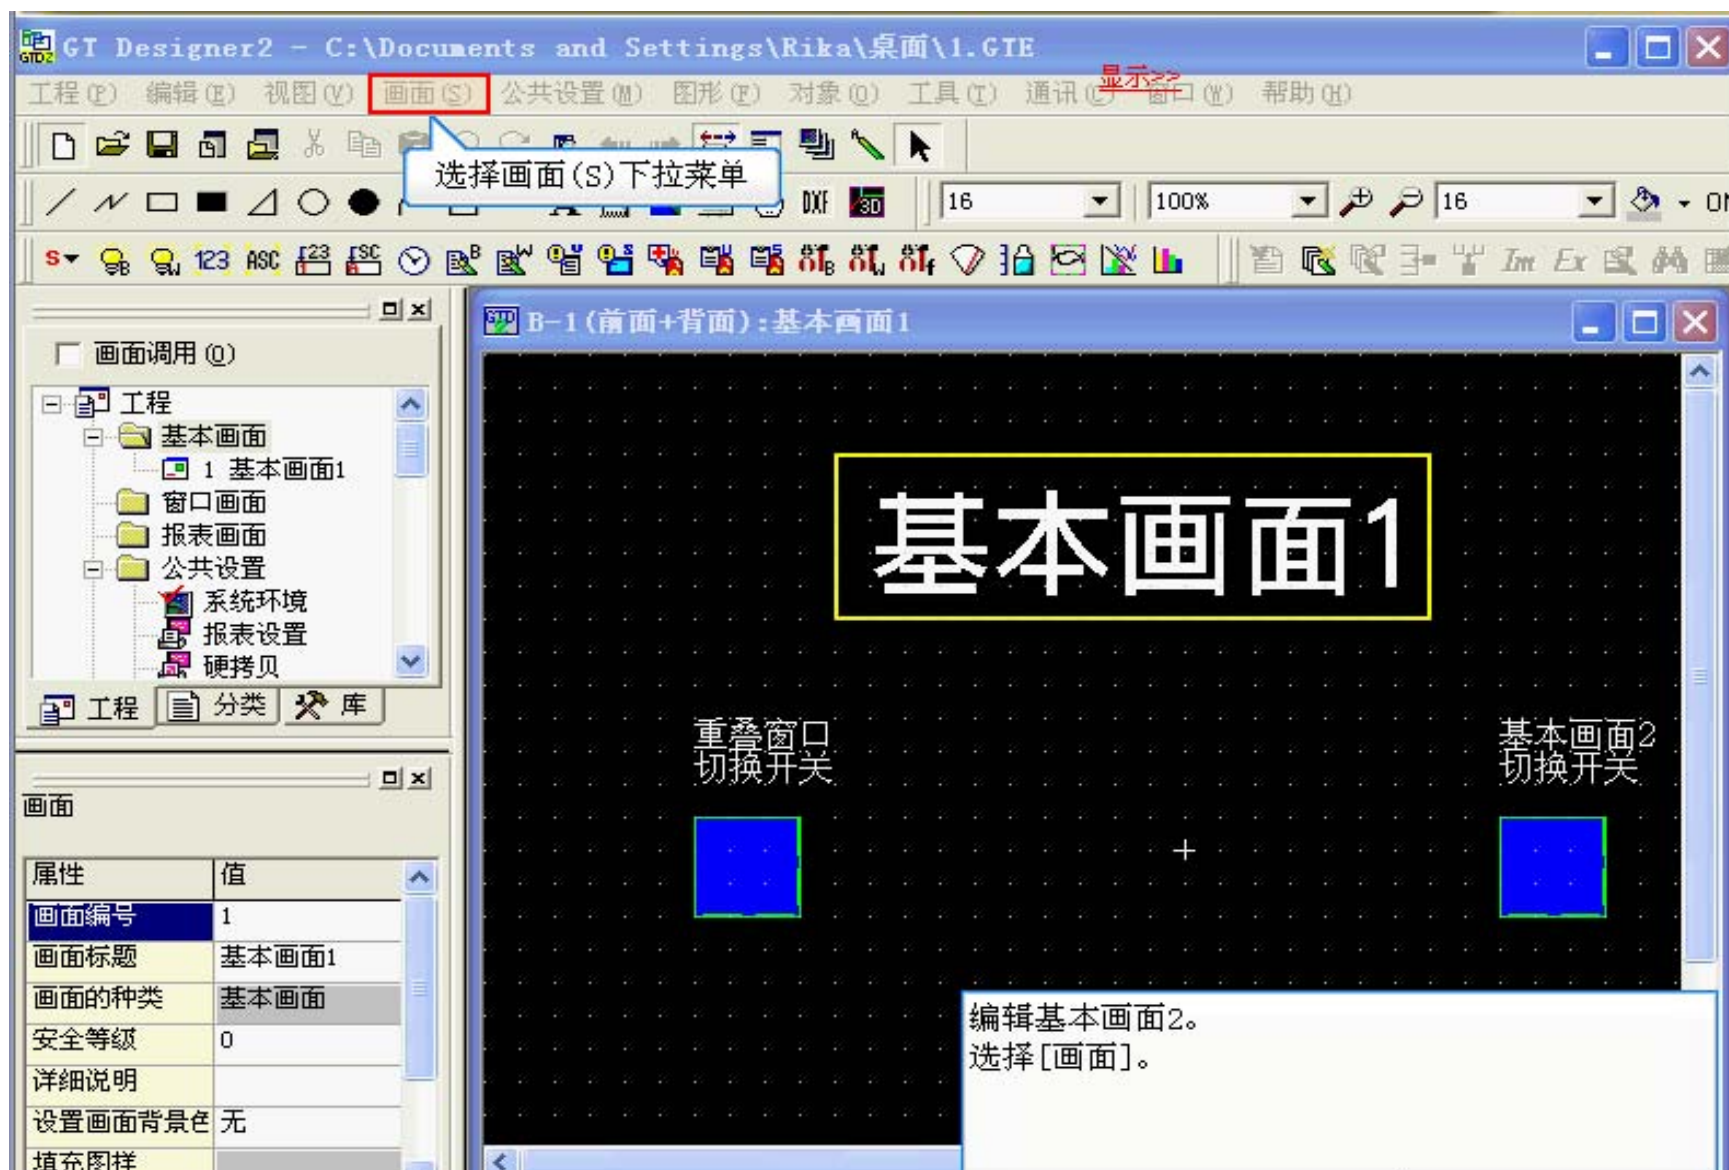 GT Designer2 - C:\Documents and Settings\Rika\桌面\1.GTE
工程(P) 编辑(E) 视图(V) 画面(S) 公共设置(M) 图形(F) 对象(O) 工具(T) 通讯(C) 窗口(W) 帮助(H)
显示>>
选择画面(S)下拉菜单
DXF 3D 16 100% 16
S 123 ASC 123 Im Ex
画面调用(O)
B-1(前面+背面):基本画面1
工程
基本画面
1 基本画面1
窗口画面
报表画面
公共设置
系统环境
报表设置
硬拷贝
工程 分类 库
基本画面1
重叠窗口
切换开关
基本画面2
切换开关
画面
属性 值
画面编号 1
画面标题 基本画面1
画面的种类 基本画面
安全等级 0
详细说明
设置画面背景色 无
填充图样
编辑基本画面2。
选择[画面]。